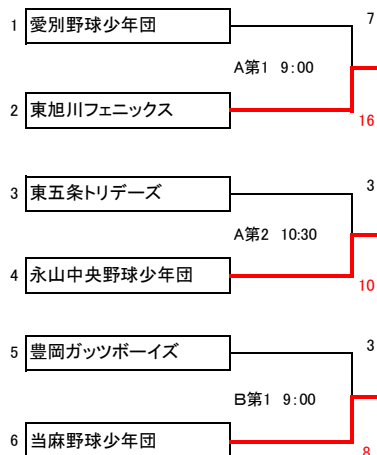 1 愛別野球少年団 7
A第1 9:00
2 東旭川フェニックス 16
3 東五条トリデーズ 3
A第2 10:30
4 永山中央野球少年団 10
5 豊岡ガッツボーイズ 3
B第1 9:00
6 当麻野球少年団 8